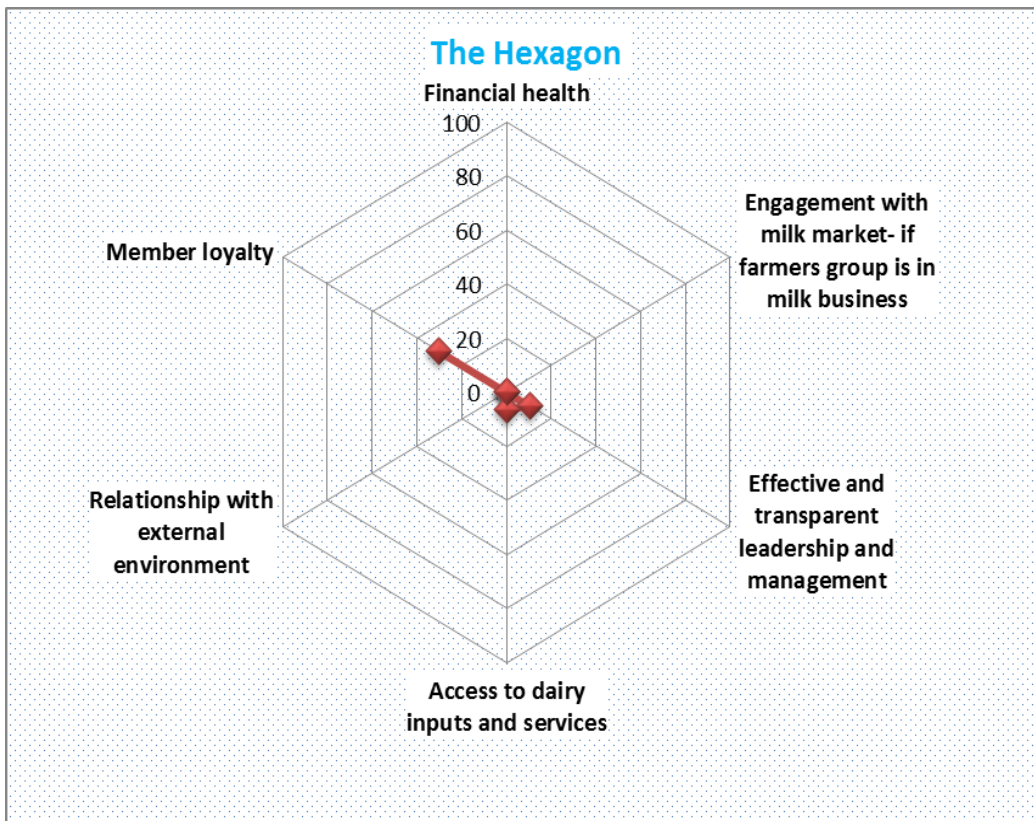 The Hexagon
Financial health
100
80
60
40
20
0
Engagement with
milk market- if
farmers group is in
milk business
Effective and
transparent
leadership and
management
Access to dairy
inputs and services
Relationship with
external
environment
Member loyalty